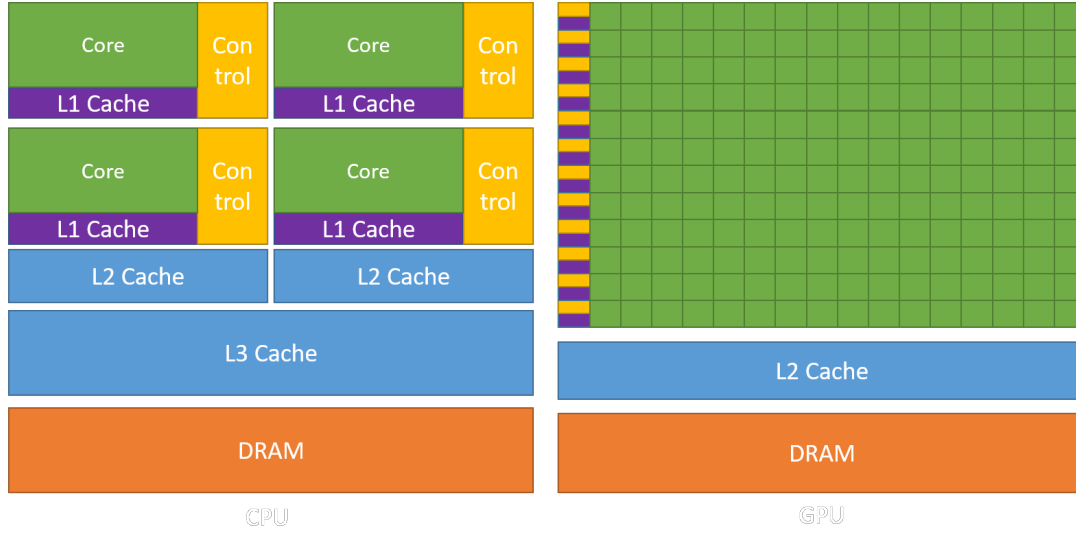 Core
Con
trol
L1 Cache
Core
Con
trol
L1 Cache
Core
Con
trol
L1 Cache
Core
Con
trol
L1 Cache
L2 Cache
L2 Cache
L3 Cache
DRAM
CPU
L2 Cache
DRAM
GPU